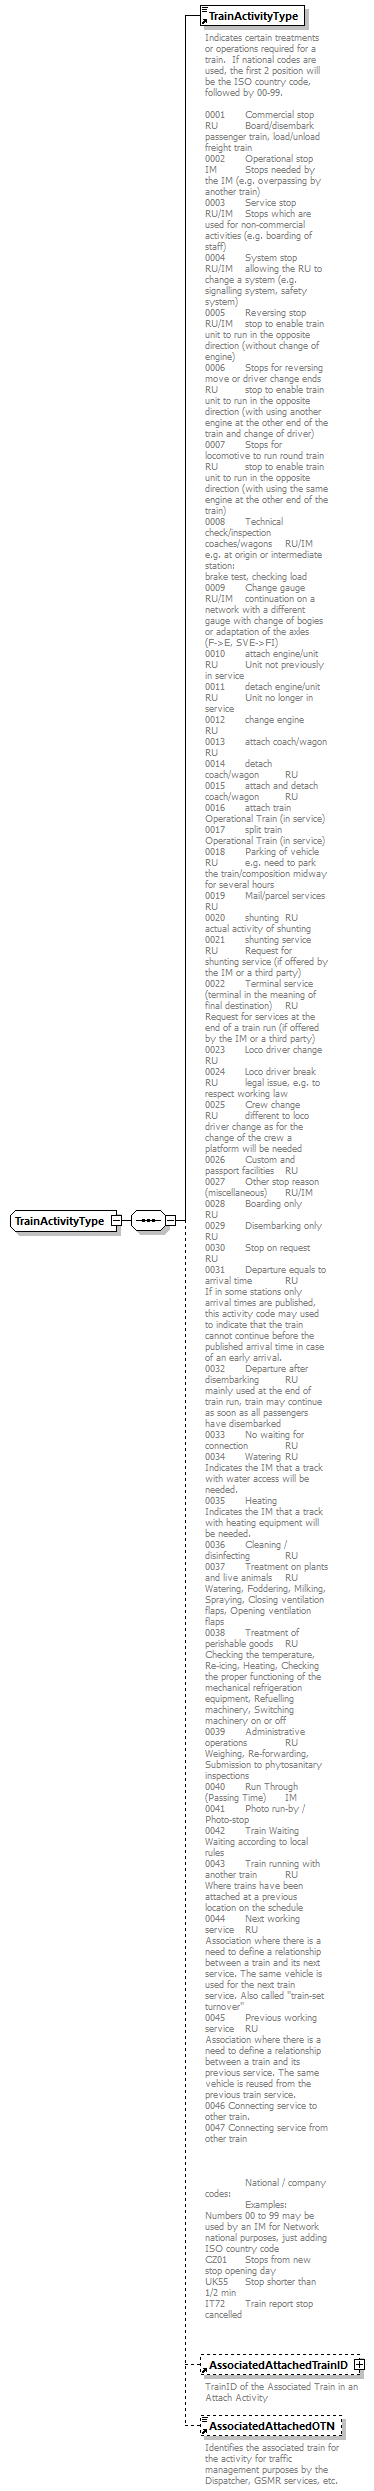 TrainActivityType
Indicates certain treatments
or operations required for a
train.  If national codes are
used, the first 2 position will
be the ISO country code,
followed by 00-99.
0001 Commercial stop
RU Board/disembark
passenger train, load/unload
freight train
0002 Operational stop
IM Stops needed by
the IM (e.g. overpassing by
another train)
0003 Service stop
RU/IM Stops which are
used for non-commercial
activities (e.g. boarding of
staff)
0004 System stop
RU/IM allowing the RU to
change a system (e.g.
signalling system, safety
system)
0005 Reversing stop
RU/IM stop to enable train
unit to run in the opposite
direction (without change of
engine)
0006 Stops for reversing
move or driver change ends
RU stop to enable train
unit to run in the opposite
direction (with using another
engine at the other end of the
train and change of driver)
0007 Stops for
locomotive to run round train
RU stop to enable train
unit to run in the opposite
direction (with using the same
engine at the other end of the
train)
0008 Technical
check/inspection
coaches/wagons RU/IM
e.g. at origin or intermediate
station:
brake test, checking load
0009 Change gauge
RU/IM continuation on a
network with a different
gauge with change of bogies
or adaptation of the axles
(F->E, SVE->FI)
0010 attach engine/unit
RU Unit not previously
in service
0011 detach engine/unit
RU Unit no longer in
service
0012 change engine
RU
0013 attach coach/wagon
RU
0014 detach
coach/wagon RU
0015 attach and detach
coach/wagon RU
0016 attach train
Operational Train (in service)
0017 split train
Operational Train (in service)
0018 Parking of vehicle
RU e.g. need to park
the train/composition midway
for several hours
0019 Mail/parcel services
RU
0020 shunting RU
actual activity of shunting
0021 shunting service
RU Request for
shunting service (if offered by
the IM or a third party)
0022 Terminal service
(terminal in the meaning of
final destination) RU
Request for services at the
end of a train run (if offered
by the IM or a third party)
0023 Loco driver change
RU
0024 Loco driver break
RU legal issue, e.g. to
respect working law
0025 Crew change
RU different to loco
driver change as for the
change of the crew a
platform will be needed
0026 Custom and
passport facilities RU
0027 Other stop reason
(miscellaneous) RU/IM
0028 Boarding only
RU
0029 Disembarking only
RU
0030 Stop on request
RU
0031 Departure equals to
arrival time RU
If in some stations only
arrival times are published,
this activity code may used
to indicate that the train
cannot continue before the
published arrival time in case
of an early arrival.
0032 Departure after
disembarking RU
mainly used at the end of
train run, train may continue
as soon as all passengers
have disembarked
0033 No waiting for
connection RU
0034 Watering RU
Indicates the IM that a track
with water access will be
needed.
0035 Heating
Indicates the IM that a track
with heating equipment will
be needed.
0036 Cleaning /
disinfecting RU
0037 Treatment on plants
and live animals RU
Watering, Foddering, Milking,
Spraying, Closing ventilation
flaps, Opening ventilation
flaps
0038 Treatment of
perishable goods RU
Checking the temperature,
Re-icing, Heating, Checking
the proper functioning of the
mechanical refrigeration
equipment, Refuelling
machinery, Switching
machinery on or off
0039 Administrative
operations RU
Weighing, Re-forwarding,
Submission to phytosanitary
inspections
0040 Run Through
(Passing Time) IM
0041 Photo run-by /
Photo-stop
0042 Train Waiting
Waiting according to local
rules
0043 Train running with
another train RU
Where trains have been
attached at a previous
location on the schedule
0044 Next working
service RU
Association where there is a
need to define a relationship
between a train and its next
service. The same vehicle is
used for the next train
service. Also called "train-set
turnover"
0045 Previous working
service RU
Association where there is a
need to define a relationship
between a train and its
previous service. The same
vehicle is reused from the
previous train service.
0046 Connecting service to
other train.
0047 Connecting service from
other train
National / company
codes:
Examples:
Numbers 00 to 99 may be
used by an IM for Network
national purposes, just adding
ISO country code
CZ01 Stops from new
stop opening day
UK55 Stop shorter than
1/2 min
IT72 Train report stop
cancelled
TrainActivityType
AssociatedAttachedTrainID
TrainID of the Associated Train in an
Attach Activity
AssociatedAttachedOTN
Identifies the associated train for
the activity for traffic
management purposes by the
Dispatcher, GSMR services, etc.